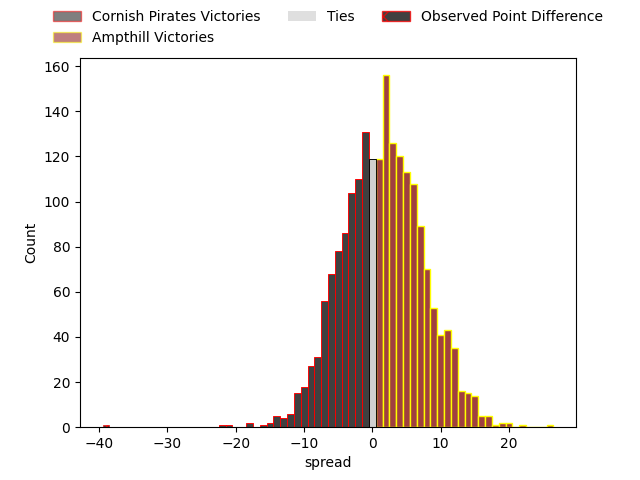 Cornish Pirates Victories
Ties
Observed Point Difference
Ampthill Victories
160
140
120
100
80
60
40
20
0
Count
−40
−30
−20
−10
0
10
20
spread